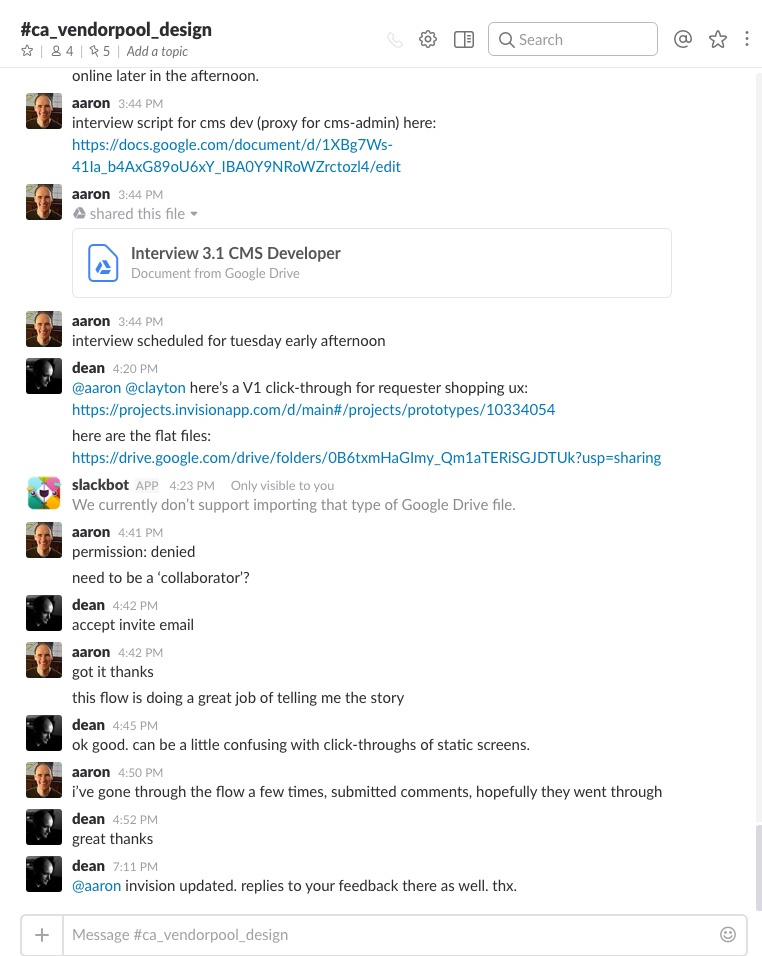 #ca_vendorpool_design
4
5
Add a topic
Search
online later in the afternoon.
aaron 3:44 PM
interview script for cms dev (proxy for cms-admin) here:
https://docs.google.com/document/d/1XBg7Ws-
41Ia_b4AxG89oU6xY_IBA0Y9NRoWZrctozl4/edit
aaron 3:44 PM
shared this file
Interview 3.1 CMS Developer
Document from Google Drive
aaron 3:44 PM
interview scheduled for tuesday early afternoon
dean 4:20 PM
@aaron @clayton here’s a V1 click-through for requester shopping ux:
https://projects.invisionapp.com/d/main#/projects/prototypes/10334054
here are the flat files:
https://drive.google.com/drive/folders/0B6txmHaGImy_Qm1aTERiSGJDTUk?usp=sharing
slackbot APP 4:23 PM Only visible to you
We currently don’t support importing that type of Google Drive file.
aaron 4:41 PM
permission: denied
need to be a ‘collaborator’?
dean 4:42 PM
accept invite email
aaron 4:42 PM
got it thanks
this flow is doing a great job of telling me the story
dean 4:45 PM
ok good. can be a little confusing with click-throughs of static screens.
aaron 4:50 PM
i’ve gone through the flow a few times, submitted comments, hopefully they went through
dean 4:52 PM
great thanks
dean 7:11 PM
@aaron invision updated. replies to your feedback there as well. thx.
Message #ca_vendorpool_design